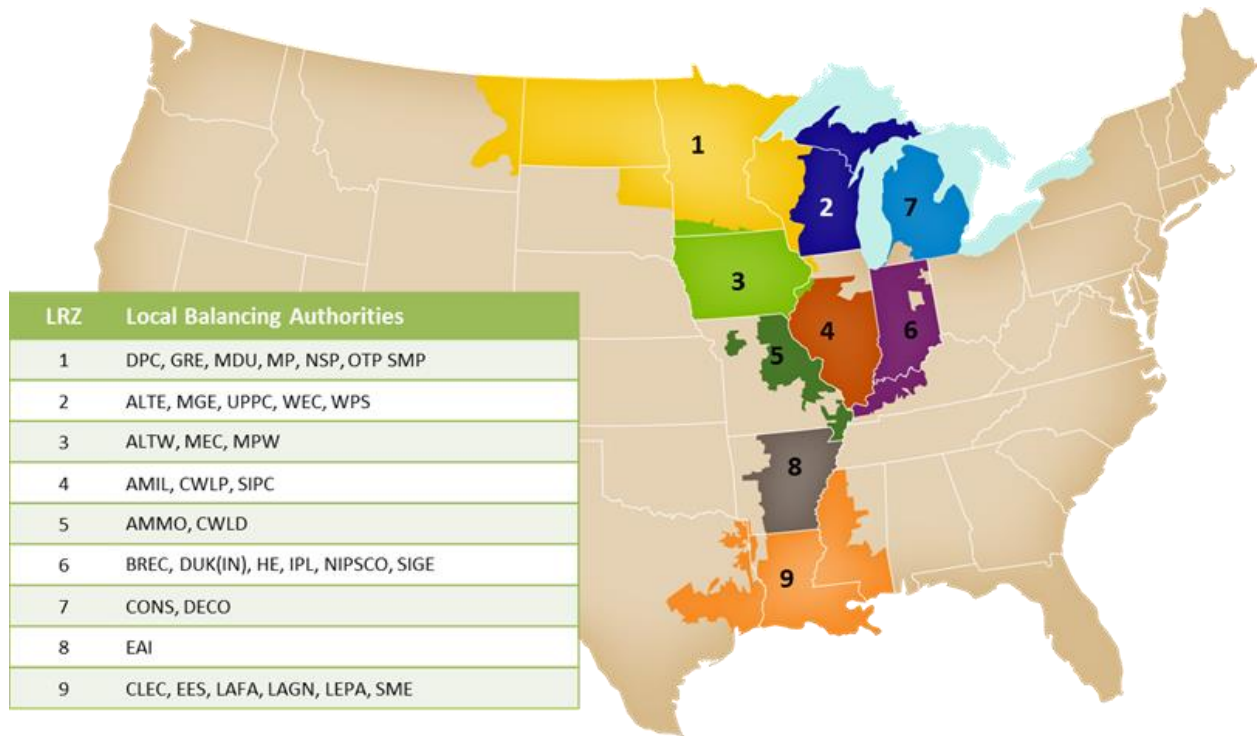 1
2
7
3
4
6
5
8
9
LRZ Local Balancing Authorities
1 DPC, GRE, MDU, MP, NSP, OTP SMP
2 ALTE, MGE, UPPC, WEC, WPS
3 ALTW, MEC, MPW
4 AMIL, CWLP, SIPC
5 AMMO, CWLD
6 BREC, DUK(IN), HE, IPL, NIPSCO, SIGE
7 CONS, DECO
8 EAI
9 CLEC, EES, LAFA, LAGN, LEPA, SME